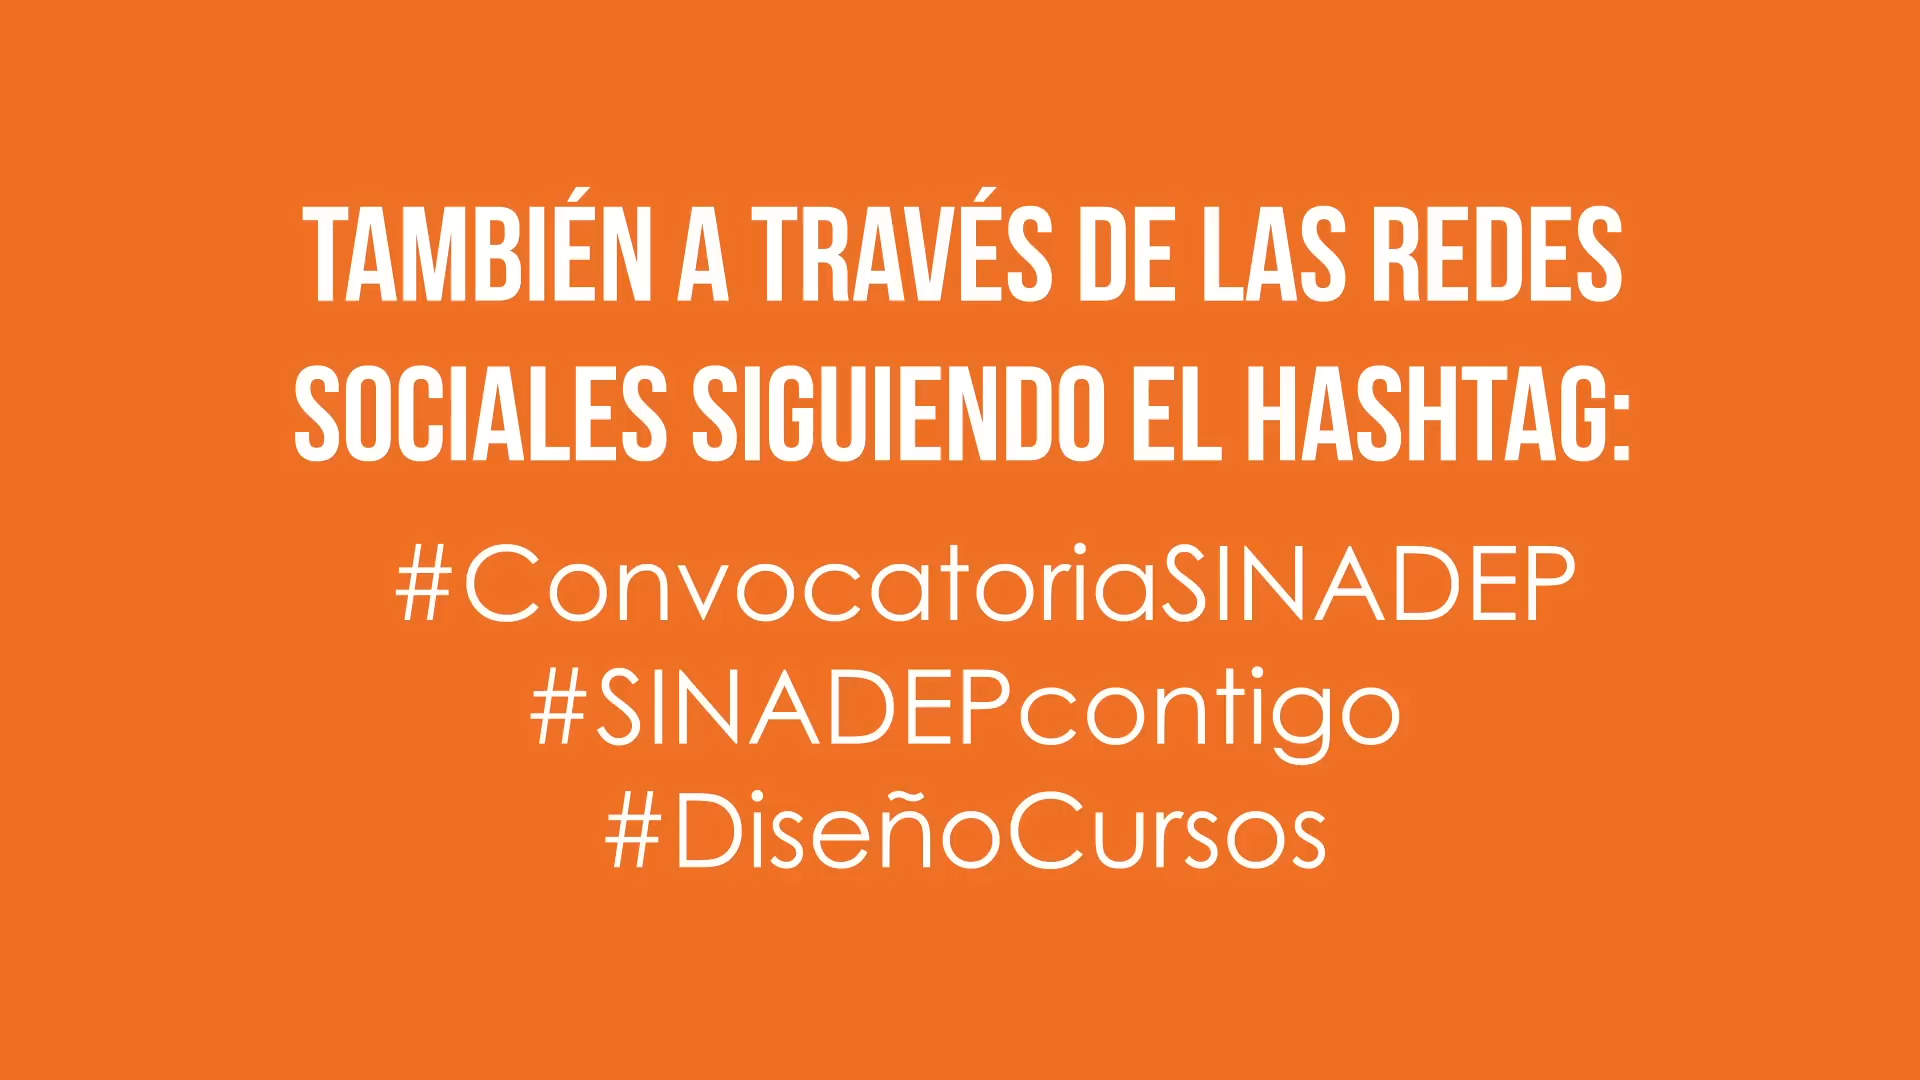 TAMBIÉN A TRAVÉS DE LAS REDES
SOCIALES SIGUIENDO EL HASHTAG:
#ConvocatoriaSINADEP
#SINADEPcontigo
#DiseñoCursos